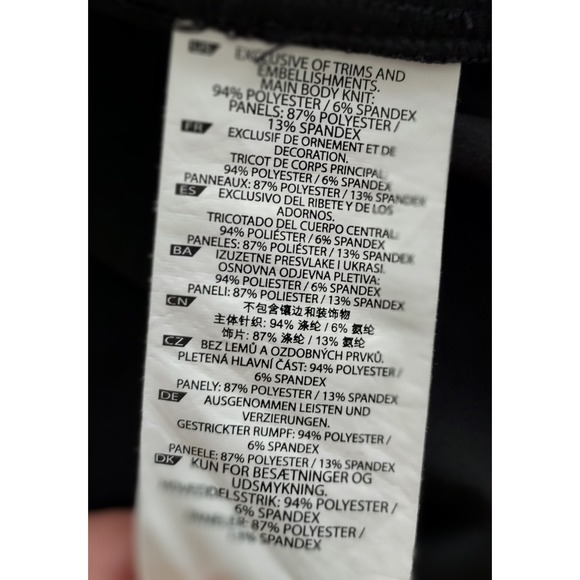 EXCLUSIVE OF TRIMS AND
EMBELLISHMENTS.
MAIN BODY KNIT:
94% POLYESTER / 6% SPANDEX
PANELS: 87% POLYESTER /
13% SPANDEX
FR EXCLUSIF DE ORNEMENT ET DE
DECORATION.
TRICOT DE CORPS PRINCIPAL:
94% POLYESTER / 6% SPANDEX
PANNEAUX: 87% POLYESTER / 13% SPANDEX
ES EXCLUSIVO DEL RIBETE Y DE LOS
ADORNOS.
TRICOTADO DEL CUERPO CENTRAL:
94% POLIÉSTER / 6% SPANDEX
PANELES: 87% POLIÉSTER / 13% SPANDEX
BA IZUZETNE PRESVLAKE I UKRASI.
OSNOVNA ODJEVNA PLETIVA:
94% POLIESTER / 6% SPANDEX
PANELI: 87% POLIESTER / 13% SPANDEX
CN 不包含镶边和装饰物
主体针织: 94% 涤纶 / 6% 氨纶
饰片: 87% 涤纶 / 13% 氨纶
CZ BEZ LEMŮ A OZDOBNÝCH PRVKŮ.
PLETENÁ HLAVNÍ ČÁST: 94% POLYESTER /
6% SPANDEX
PANELY: 87% POLYESTER / 13% SPANDEX
DE AUSGENOMMEN LEISTEN UND
VERZIERUNGEN.
GESTRICKTER RUMPF: 94% POLYESTER /
6% SPANDEX
PANEELE: 87% POLYESTER / 13% SPANDEX
DK KUN FOR BESÆTNINGER OG
UDSMYKNING.
94% POLYESTER /
6% SPANDEX
87% POLYESTER /
13% SPANDEX